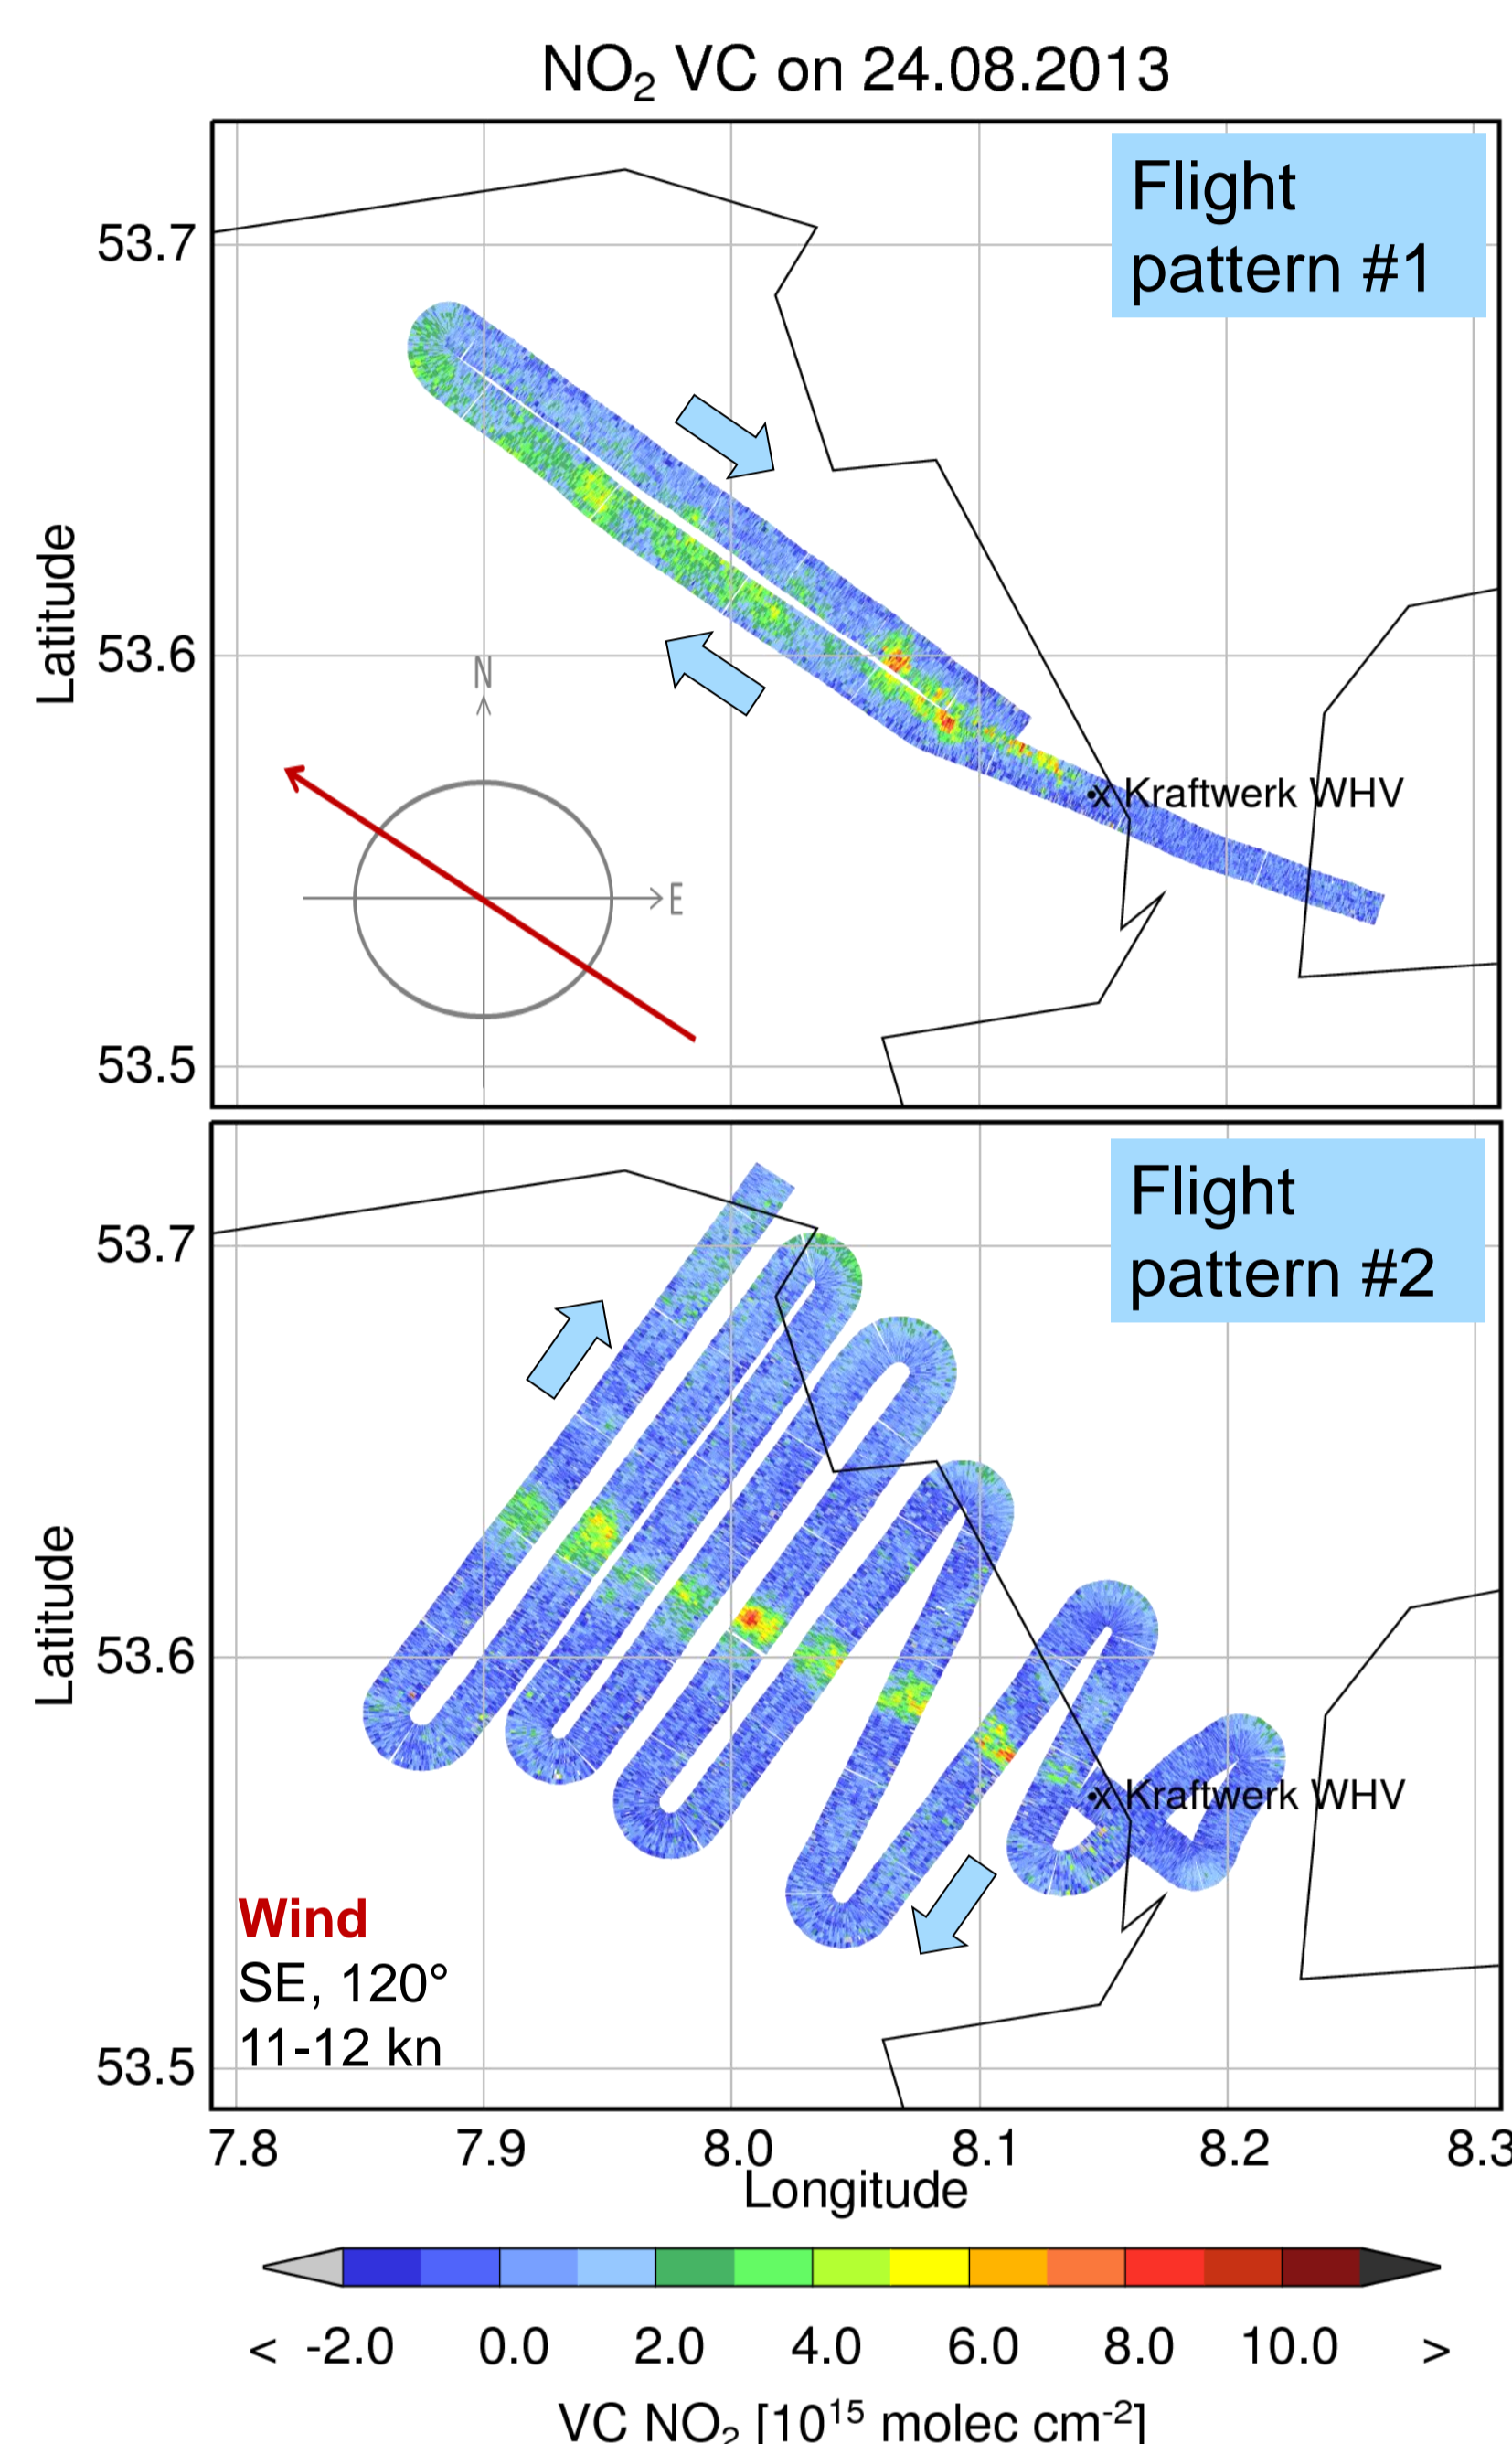 NO₂ VC on 24.08.2013
Flight
pattern #1
53.7
53.6
53.5
Latitude
N
E
x Kraftwerk WHV
Flight
pattern #2
53.7
53.6
53.5
Latitude
x Kraftwerk WHV
Wind
SE, 120°
11-12 kn
7.8 7.9 8.0 8.1 8.2 8.3
Longitude
< -2.0 0.0 2.0 4.0 6.0 8.0 10.0 >
VC NO₂ [10¹⁵ molec cm⁻²]